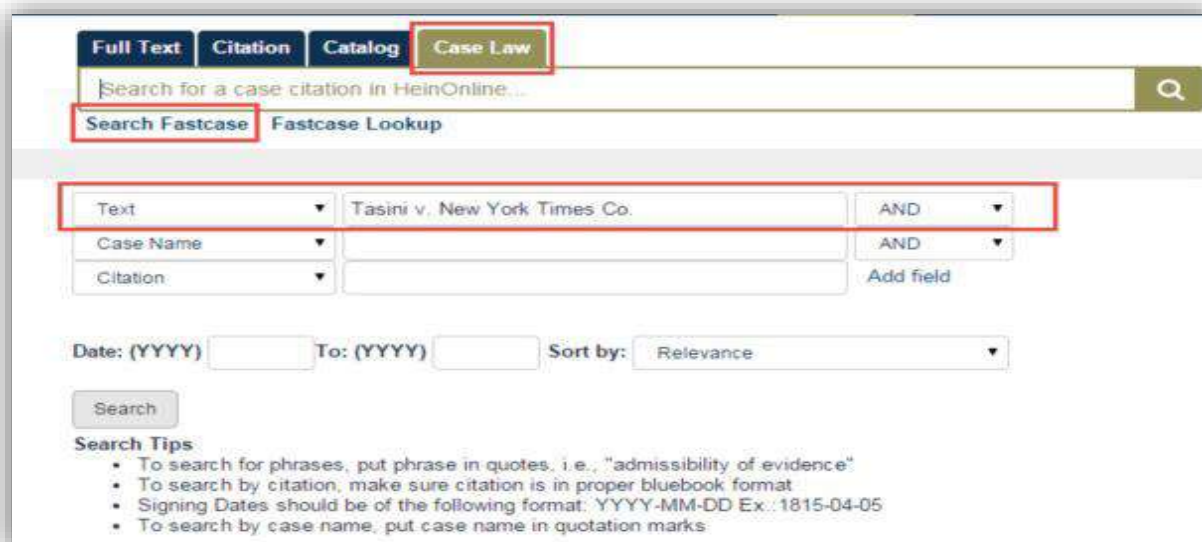 Full Text Citation Catalog Case Law
Search for a case citation in HeinOnline...
Search Fastcase Fastcase Lookup
Text Tasini v. New York Times Co. AND
Case Name AND
Citation Add field
Date: (YYYY) To: (YYYY) Sort by: Relevance
Search
Search Tips
• To search for phrases, put phrase in quotes, i.e., "admissibility of evidence"
• To search by citation, make sure citation is in proper bluebook format
• Signing Dates should be of the following format: YYYY-MM-DD Ex.:1815-04-05
• To search by case name, put case name in quotation marks